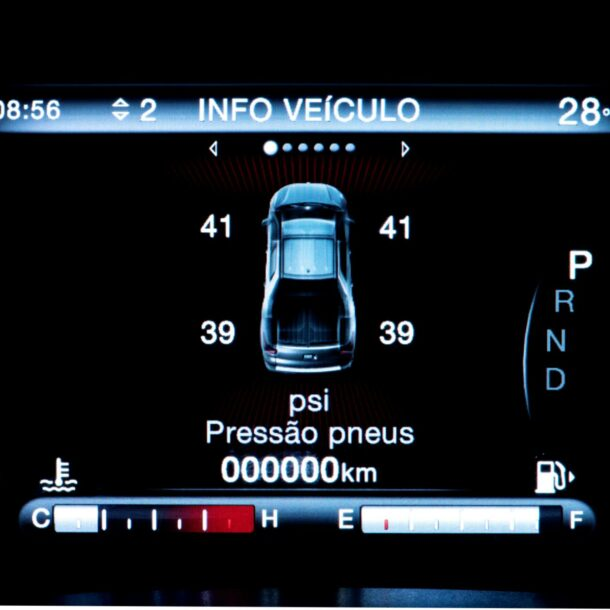 08:56 2 INFO VEÍCULO 28°
41 41
P
R
39 39
N
D
psi
Pressão pneus
000000km
C H E F